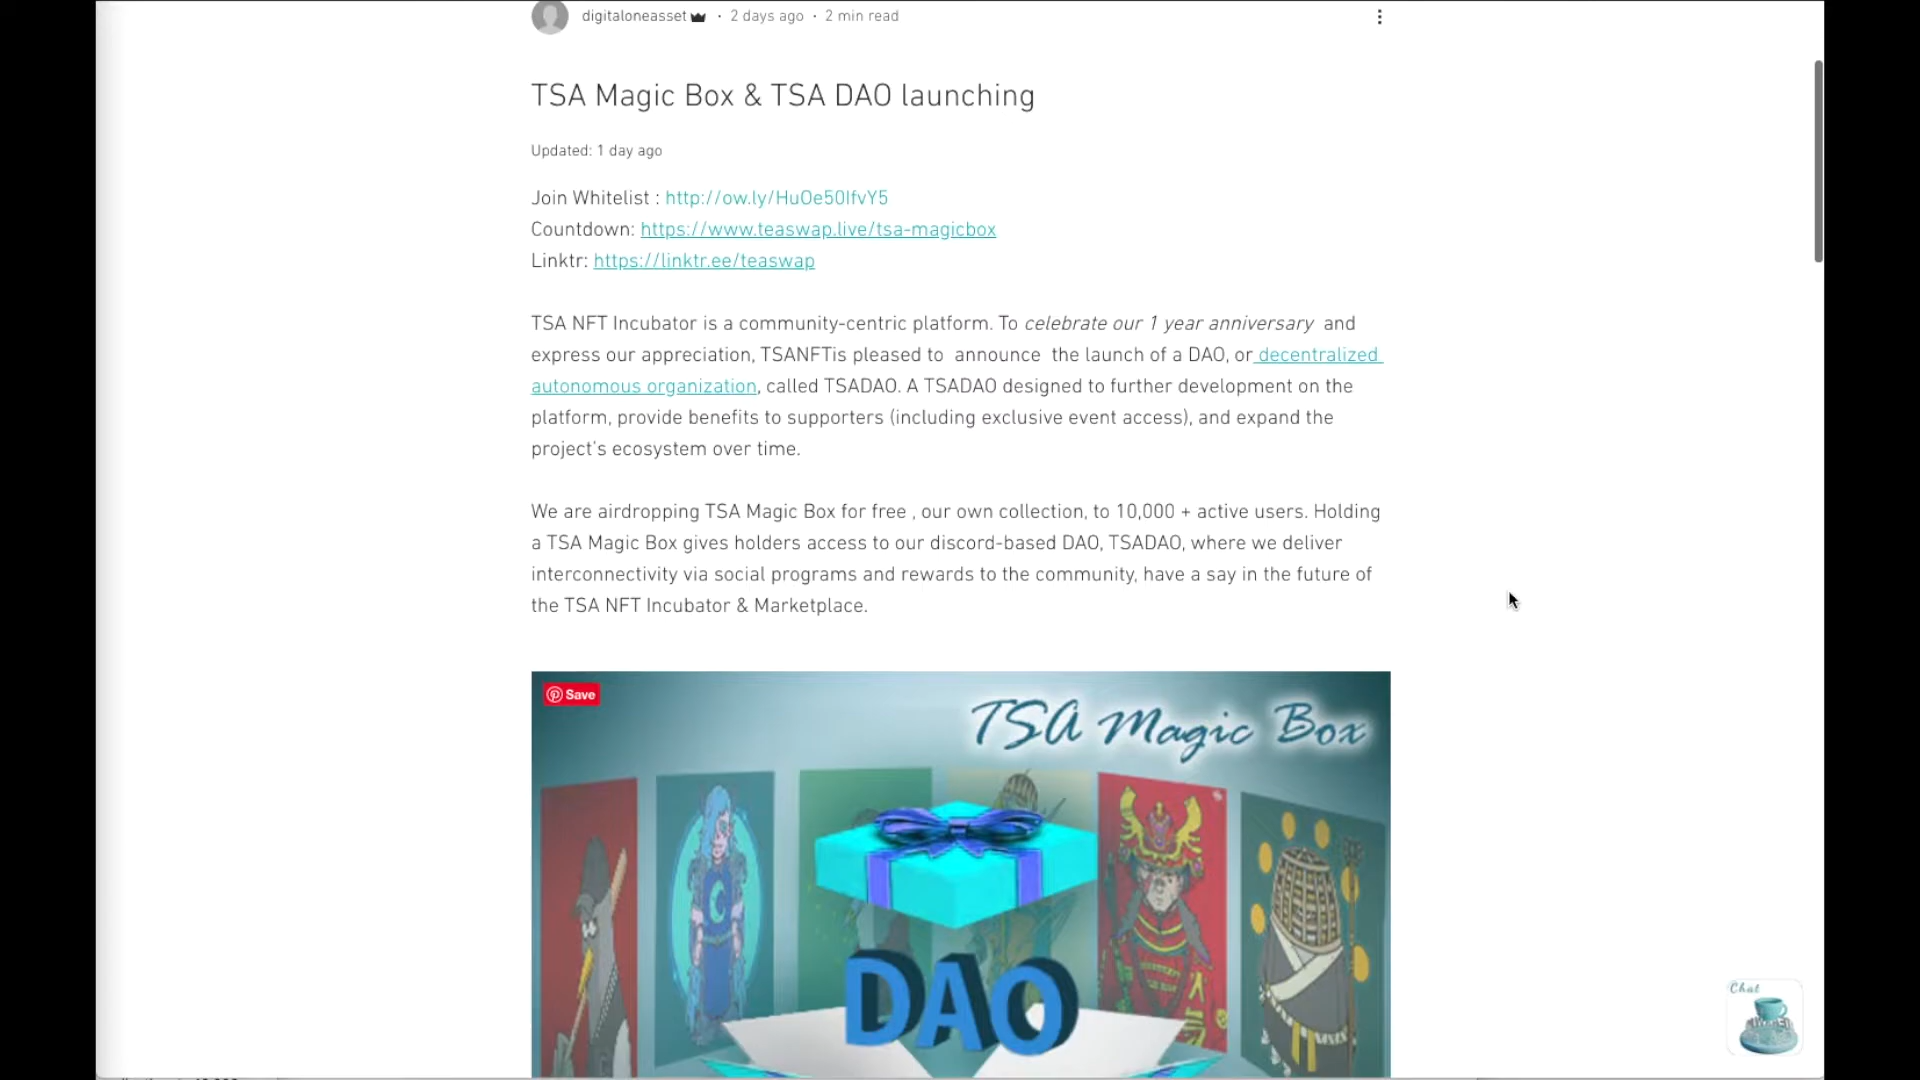 digitaloneasset · 2 days ago · 2 min read
TSA Magic Box & TSA DAO launching
Updated: 1 day ago
Join Whitelist : http://ow.ly/HuOe50IfvY5
Countdown: https://www.teaswap.live/tsa-magicbox
Linktr: https://linktr.ee/teaswap
TSA NFT Incubator is a community-centric platform. To celebrate our 1 year anniversary and
express our appreciation, TSANFTis pleased to announce the launch of a DAO, or decentralized
autonomous organization, called TSADAO. A TSADAO designed to further development on the
platform, provide benefits to supporters (including exclusive event access), and expand the
project's ecosystem over time.
We are airdropping TSA Magic Box for free , our own collection, to 10,000 + active users. Holding
a TSA Magic Box gives holders access to our discord-based DAO, TSADAO, where we deliver
interconnectivity via social programs and rewards to the community, have a say in the future of
the TSA NFT Incubator & Marketplace.
Save
TSA Magic Box
DAO
Chat